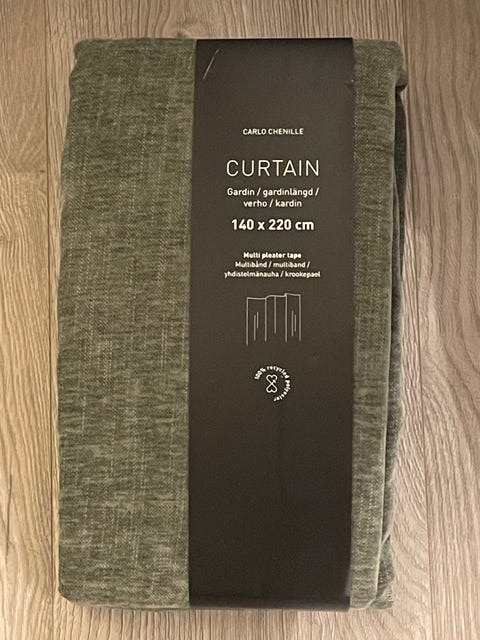 CARLO CHENILLE
CURTAIN
Gardin / gardinlängd /
verho / kardin
140 x 220 cm
Multi pleater tape
Multibånd / multiband /
yhdistelmänauha / krookepael
100% recycled polyester